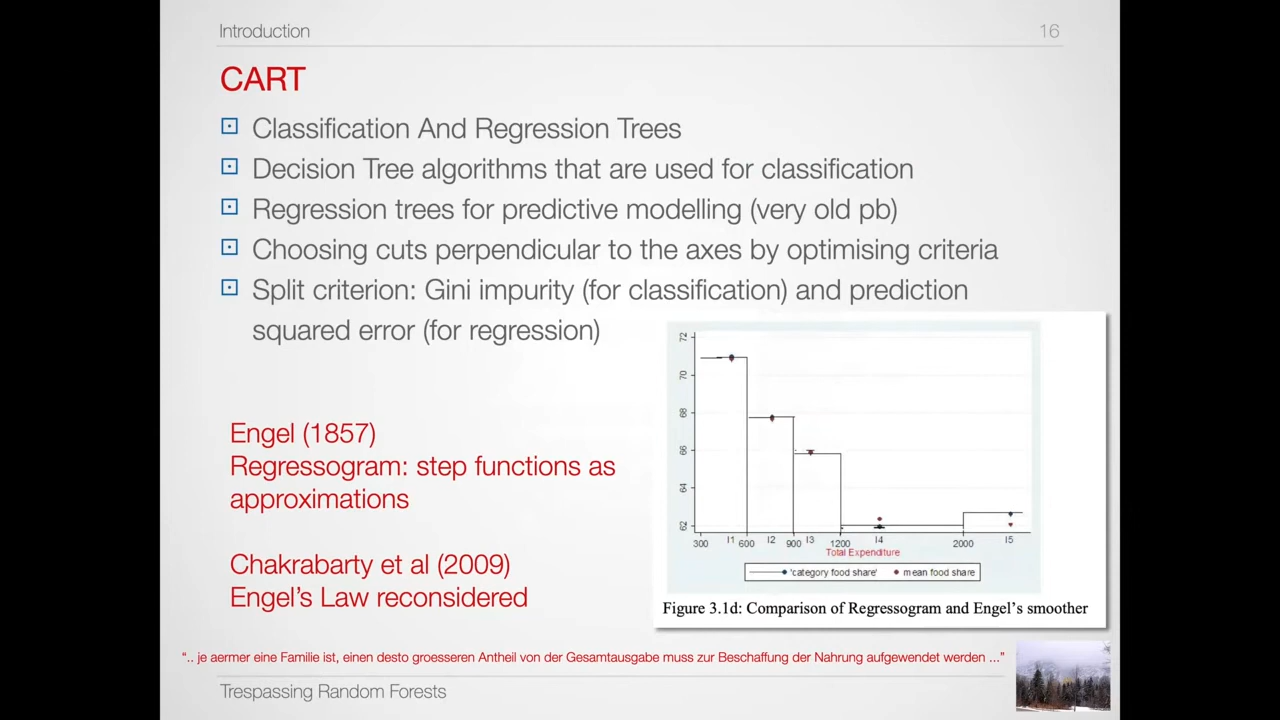 Introduction
16
CART
Classification And Regression Trees
Decision Tree algorithms that are used for classification
Regression trees for predictive modelling (very old pb)
Choosing cuts perpendicular to the axes by optimising criteria
Split criterion: Gini impurity (for classification) and prediction
squared error (for regression)
Engel (1857)
Regressogram: step functions as
approximations
Chakrabarty et al (2009)
Engel's Law reconsidered
72
70
68
66
64
62
300 I1 600 I2 900 I3 1200 I4 2000 I5
Total Expenditure
'category food share' mean food share
Figure 3.1d: Comparison of Regressogram and Engel's smoother
".. je aermer eine Familie ist, einen desto groesseren Antheil von der Gesamtausgabe muss zur Beschaffung der Nahrung aufgewendet werden ..."
Trespassing Random Forests